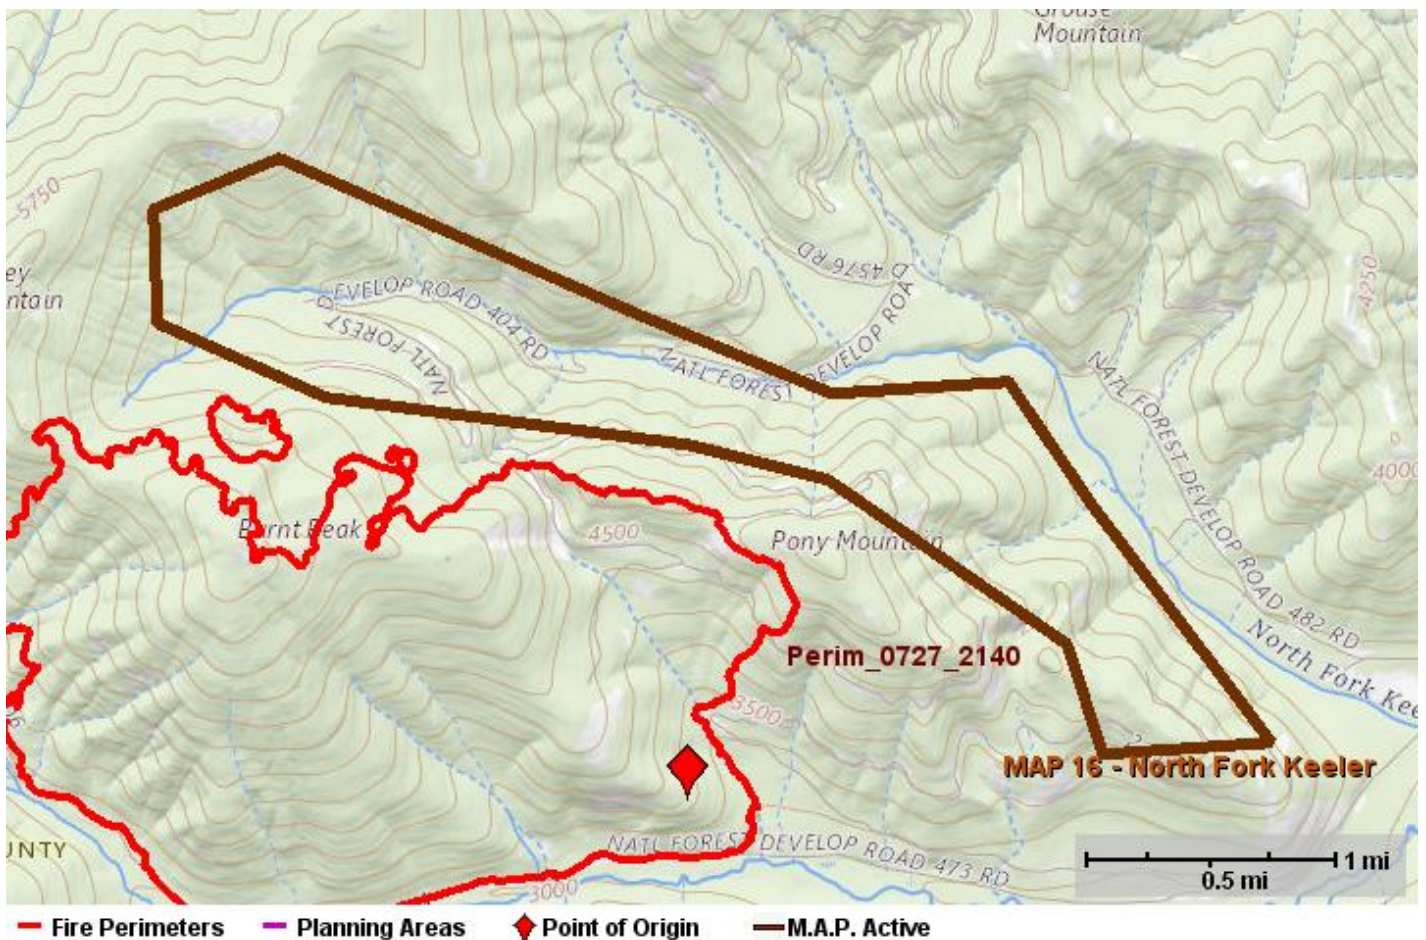 Grouse
Mountain
5750
ey
ntain
D 4576 RD
4250
DEVELOP ROAD 404 RD
NATL FOREST
NATL FOREST DEVELOP ROA
NATL FOREST DEVELOP ROAD 482 RD
4000
Burnt Peak
4500
Pony Mountain
North Fork Kee
Perim_0727_2140
3500
MAP 16 - North Fork Keeler
UNTY
NATL FOREST DEVELOP ROAD 473 RD
3000
1 mi
0.5 mi
Fire Perimeters Planning Areas Point of Origin M.A.P. Active